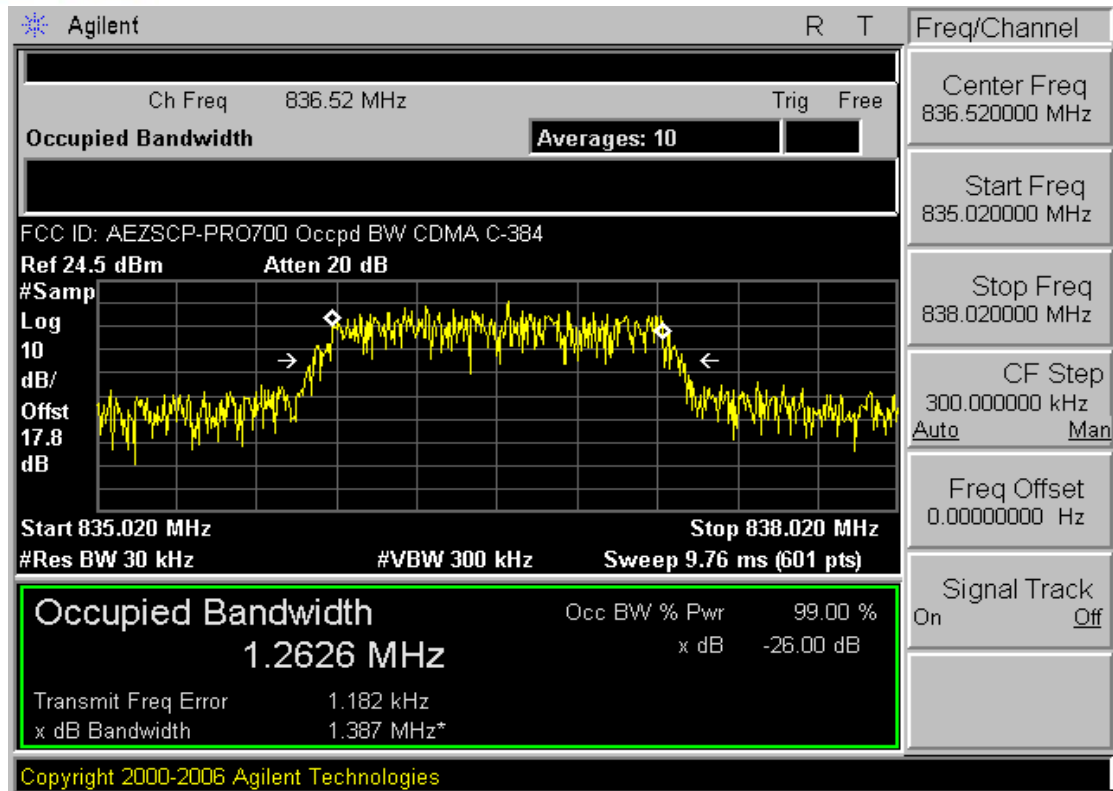 Agilent R T Freq/Channel
Ch Freq 836.52 MHz Trig Free
Occupied Bandwidth Averages: 10
Center Freq
836.520000 MHz
Start Freq
835.020000 MHz
FCC ID: AEZSCP-PRO700 Occpd BW CDMA C-384
Ref 24.5 dBm Atten 20 dB
#Samp
Log
10
dB/
Offst
17.8
dB
Stop Freq
838.020000 MHz
CF Step
300.000000 kHz
Auto Man
Freq Offset
0.00000000 Hz
Start 835.020 MHz Stop 838.020 MHz
#Res BW 30 kHz #VBW 300 kHz Sweep 9.76 ms (601 pts)
Signal Track
On Off
Occupied Bandwidth Occ BW % Pwr 99.00 %
1.2626 MHz x dB -26.00 dB
Transmit Freq Error 1.182 kHz
x dB Bandwidth 1.387 MHz*
Copyright 2000-2006 Agilent Technologies